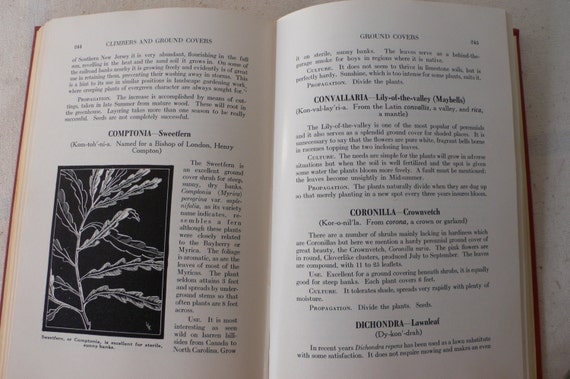 244 CLIMBERS AND GROUND COVERS
of Southern New Jersey it is very abundant, flourishing in the full
sun, seedling in the heat and the sand soil it grows in. On some of
the railroad banks nearby it is growing freely and evidently is of great
use in retaining them, preventing their washing away in storms. This
is a hint to its use in similar positions in landscape gardening work,
where creeping plants of evergreen character are always sought for."
PROPAGATION. The increase is accomplished by means of cut-
tings, taken in late Summer from mature wood. These will root in
the greenhouse. Layering takes more than one season to be really
successful. Seeds are not completely successful.
COMPTONIA—Sweetfern
(Kom-toh'-ni-a. Named for a Bishop of London, Henry
Compton)
The Sweetfern is
an excellent ground
cover shrub for steep,
sunny, dry banks.
Comptonia (Myrica)
peregrina var. asple-
nifolia, as its variety
name indicates, re-
sembles a fern
although these plants
were closely related
to the Bayberry or
Myrica. The foliage
is aromatic, as are the
leaves of most of the
Myricas. The plant
seldom attains 5 feet
and spreads by under-
ground stems so that
often plants are 8 feet
across.
USE. It is most
interesting as seen
wild on barren hill-
sides from Canada to
North Carolina. Grow
Sweetfern, or Comptonia, is excellent for sterile,
sunny banks.
GROUND COVERS 245
it on sterile, sunny banks. The leaves serve as a behind-the-
garage smoke for boys in regions where it is native.
CULTURE. It does not seem to thrive in limestone soils, but is
perfectly hardy. Sunshine, which is too intense for some plants, suits it.
PROPAGATION. Divide the plants.
CONVALLARIA—Lily-of-the-valley (Maybells)
(Kon-val-lay'ri-a. From the Latin convallis, a valley, and rica,
a mantle)
The Lily-of-the-valley is one of the most popular of perennials
and it also serves as a splendid ground cover for shaded places. It is
unnecessary to say that the flowers are pure white, fragrant bells borne
in racemes topping the two inclosing leaves.
CULTURE. The needs are simple for the plants will grow in adverse
situations but when the soil is well fertilized and the spot is given
some water the plants bloom more freely. A fault must be mentioned.
The leaves become unsightly in Midsummer.
PROPAGATION. The plants naturally divide when they are dug up
so that merely planting in a new spot every three years insures bloom.
CORONILLA—Crownvetch
(Kor-o-nil'la. From corona, a crown or garland)
There are a number of shrubs mainly lacking in hardiness which
are Coronillas but here we mention a hardy perennial ground cover of
great beauty, the Crownvetch, Coronilla varia. The pink flowers are
in round, Cloverlike clusters, produced July to September. The leaves
are compound, with 11 to 25 leaflets.
USE. Excellent for a ground covering beneath shrubs, it is equally
good for steep banks. Each plant covers 6 feet.
CULTURE. It tolerates shade, spreads very rapidly with plenty of
moisture.
PROPAGATION. Divide the plants. Seeds.
DICHONDRA—Lawnleaf
(Dy-kon'-drah)
In recent years Dichondra repens has been used as a lawn substitute
with some satisfaction. It does not require mowing and makes an even